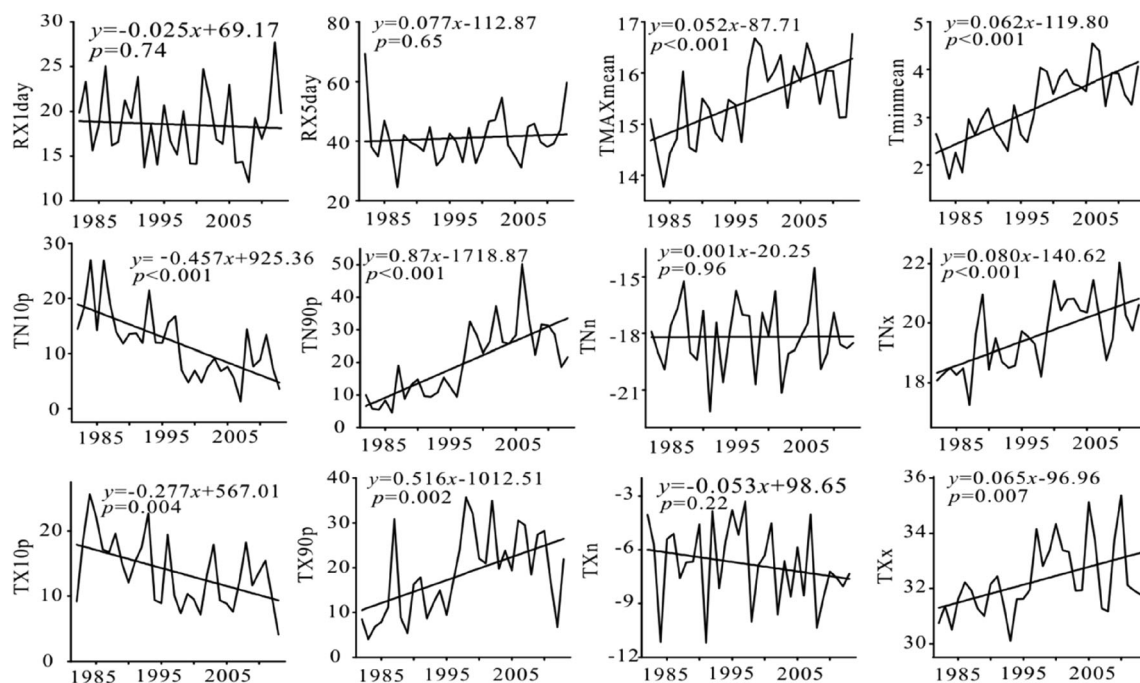 y=-0.025x+69.17
p=0.74
RX1day
30
25
20
15
10
1985 1995 2005
y=0.077x-112.87
p=0.65
RX5day
80
60
40
20
1985 1995 2005
y=0.052x-87.71
p<0.001
TMAXmean
17
16
15
14
1985 1995 2005
y=0.062x-119.80
p<0.001
Tminmean
5
4
3
2
1
1985 1995 2005
y= -0.457x+925.36
p<0.001
TN10p
30
20
10
0
1985 1995 2005
y=0.87x-1718.87
p<0.001
TN90p
50
40
30
20
10
0
1985 1995 2005
y=0.001x-20.25
p=0.96
TNn
-15
-18
-21
1985 1995 2005
y=0.080x-140.62
p<0.001
TNx
22
20
18
1985 1995 2005
y=-0.277x+567.01
p=0.004
TX10p
30
20
10
0
1985 1995 2005
y=0.516x-1012.51
p=0.002
TX90p
40
30
20
10
0
1985 1995 2005
y=-0.053x+98.65
p=0.22
TXn
-3
-6
-9
-12
1985 1995 2005
y=0.065x-96.96
p=0.007
TXx
36
34
32
30
1985 1995 2005